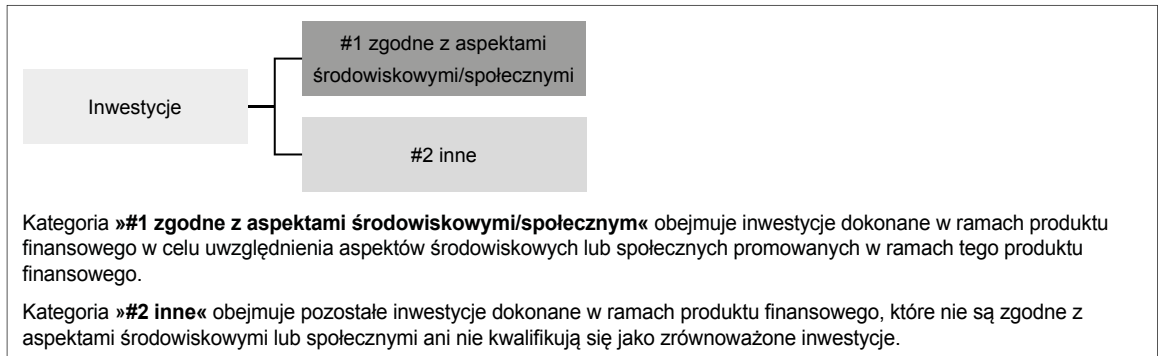 #1 zgodne z aspektami
środowiskowymi/społecznymi
Inwestycje
#2 inne
Kategoria »#1 zgodne z aspektami środowiskowymi/społecznym« obejmuje inwestycje dokonane w ramach produktu
finansowego w celu uwzględnienia aspektów środowiskowych lub społecznych promowanych w ramach tego produktu
finansowego.
Kategoria »#2 inne« obejmuje pozostałe inwestycje dokonane w ramach produktu finansowego, które nie są zgodne z
aspektami środowiskowymi lub społecznymi ani nie kwalifikują się jako zrównoważone inwestycje.